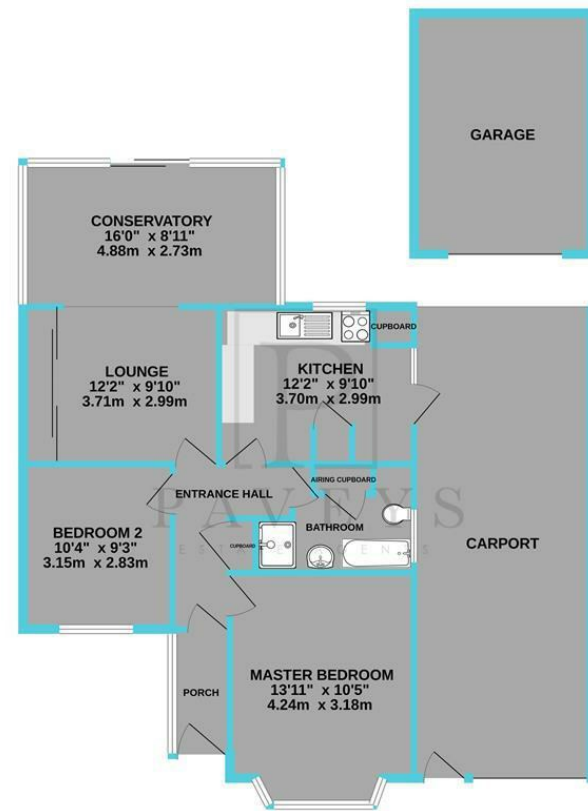 GARAGE
CONSERVATORY
16'0" x 8'11"
4.88m x 2.73m
CUPBOARD
LOUNGE
12'2" x 9'10"
3.71m x 2.99m
KITCHEN
12'2" x 9'10"
3.70m x 2.99m
AIRING CUPBOARD
ENTRANCE HALL
PAVEYS
ESTATE AGENTS
BATHROOM
BEDROOM 2
10'4" x 9'3"
3.15m x 2.83m
CUPBOARD
CARPORT
MASTER BEDROOM
13'11" x 10'5"
4.24m x 3.18m
PORCH